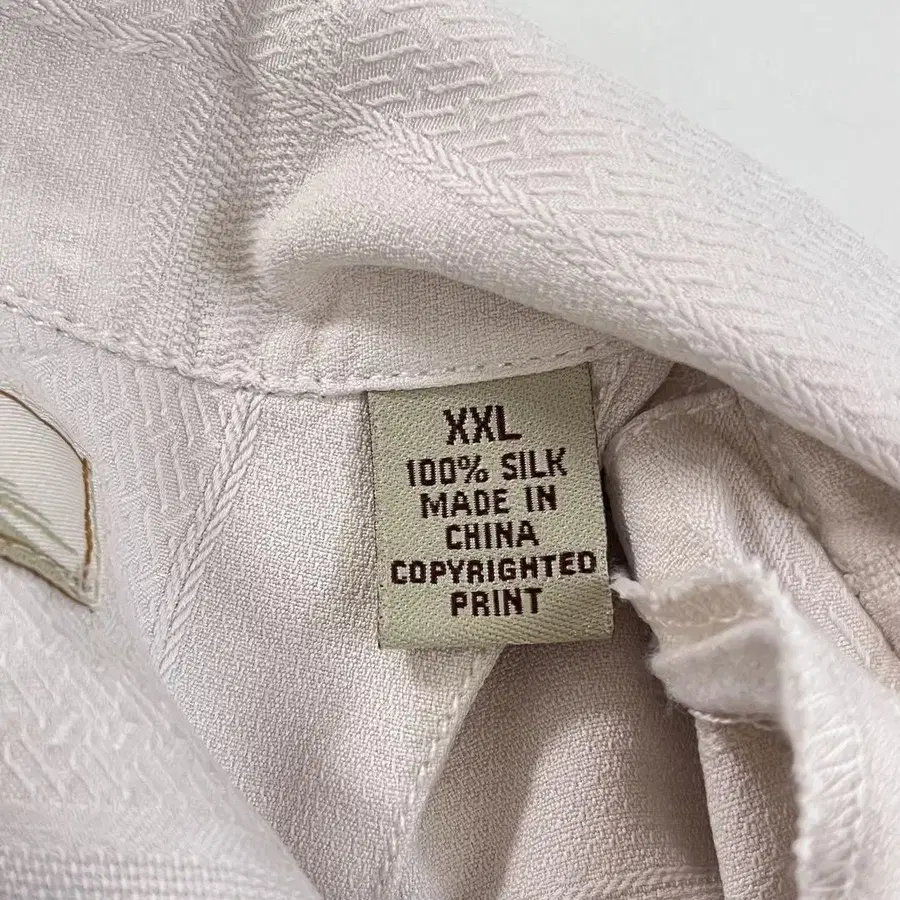 XXL
100% SILK
MADE IN
CHINA
COPYRIGHTED
PRINT